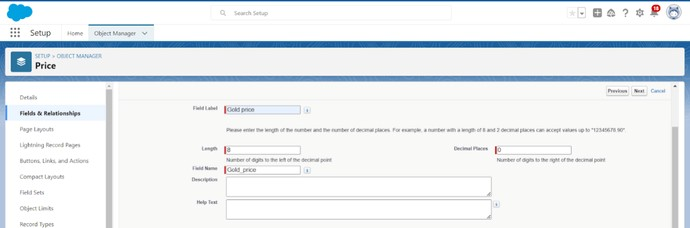 Search Setup
18
Setup Home Object Manager
SETUP > OBJECT MANAGER
Price
Details
Fields & Relationships
Page Layouts
Lightning Record Pages
Buttons, Links, and Actions
Compact Layouts
Field Sets
Object Limits
Record Types
Previous Next Cancel
Field Label Gold price
Please enter the length of the number and the number of decimal places. For example, a number with a length of 8 and 2 decimal places can accept values up to "12345678.90".
Length 8 Decimal Places 0
Number of digits to the left of the decimal point Number of digits to the right of the decimal point
Field Name Gold_price
Description
Help Text